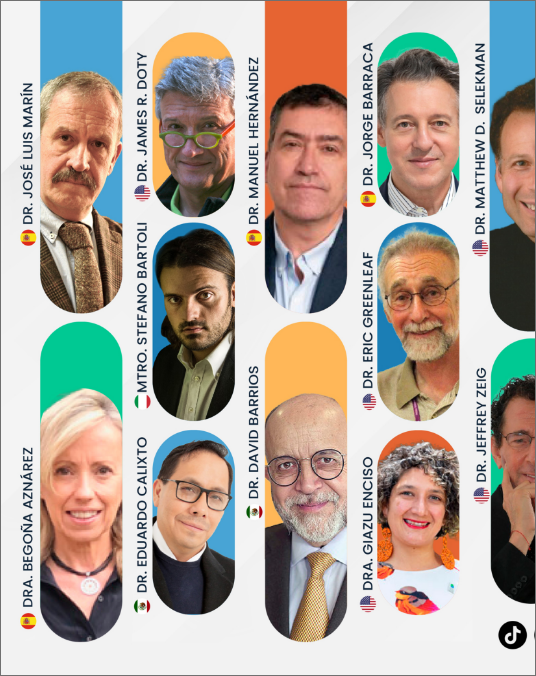 DR. JOSÉ LUIS MARÍN
DRA. BEGOÑA AZNÁREZ
DR. JAMES R. DOTY
MTRO. STEFANO BARTOLI
DR. EDUARDO CALIXTO
DR. MANUEL HERNÁNDEZ
DR. DAVID BARRIOS
DR. JORGE BARRACA
DR. ERIC GREENLEAF
DRA. GIAZU ENCISO
DR. MATTHEW D. SELEKMAN
DR. JEFFREY ZEIG